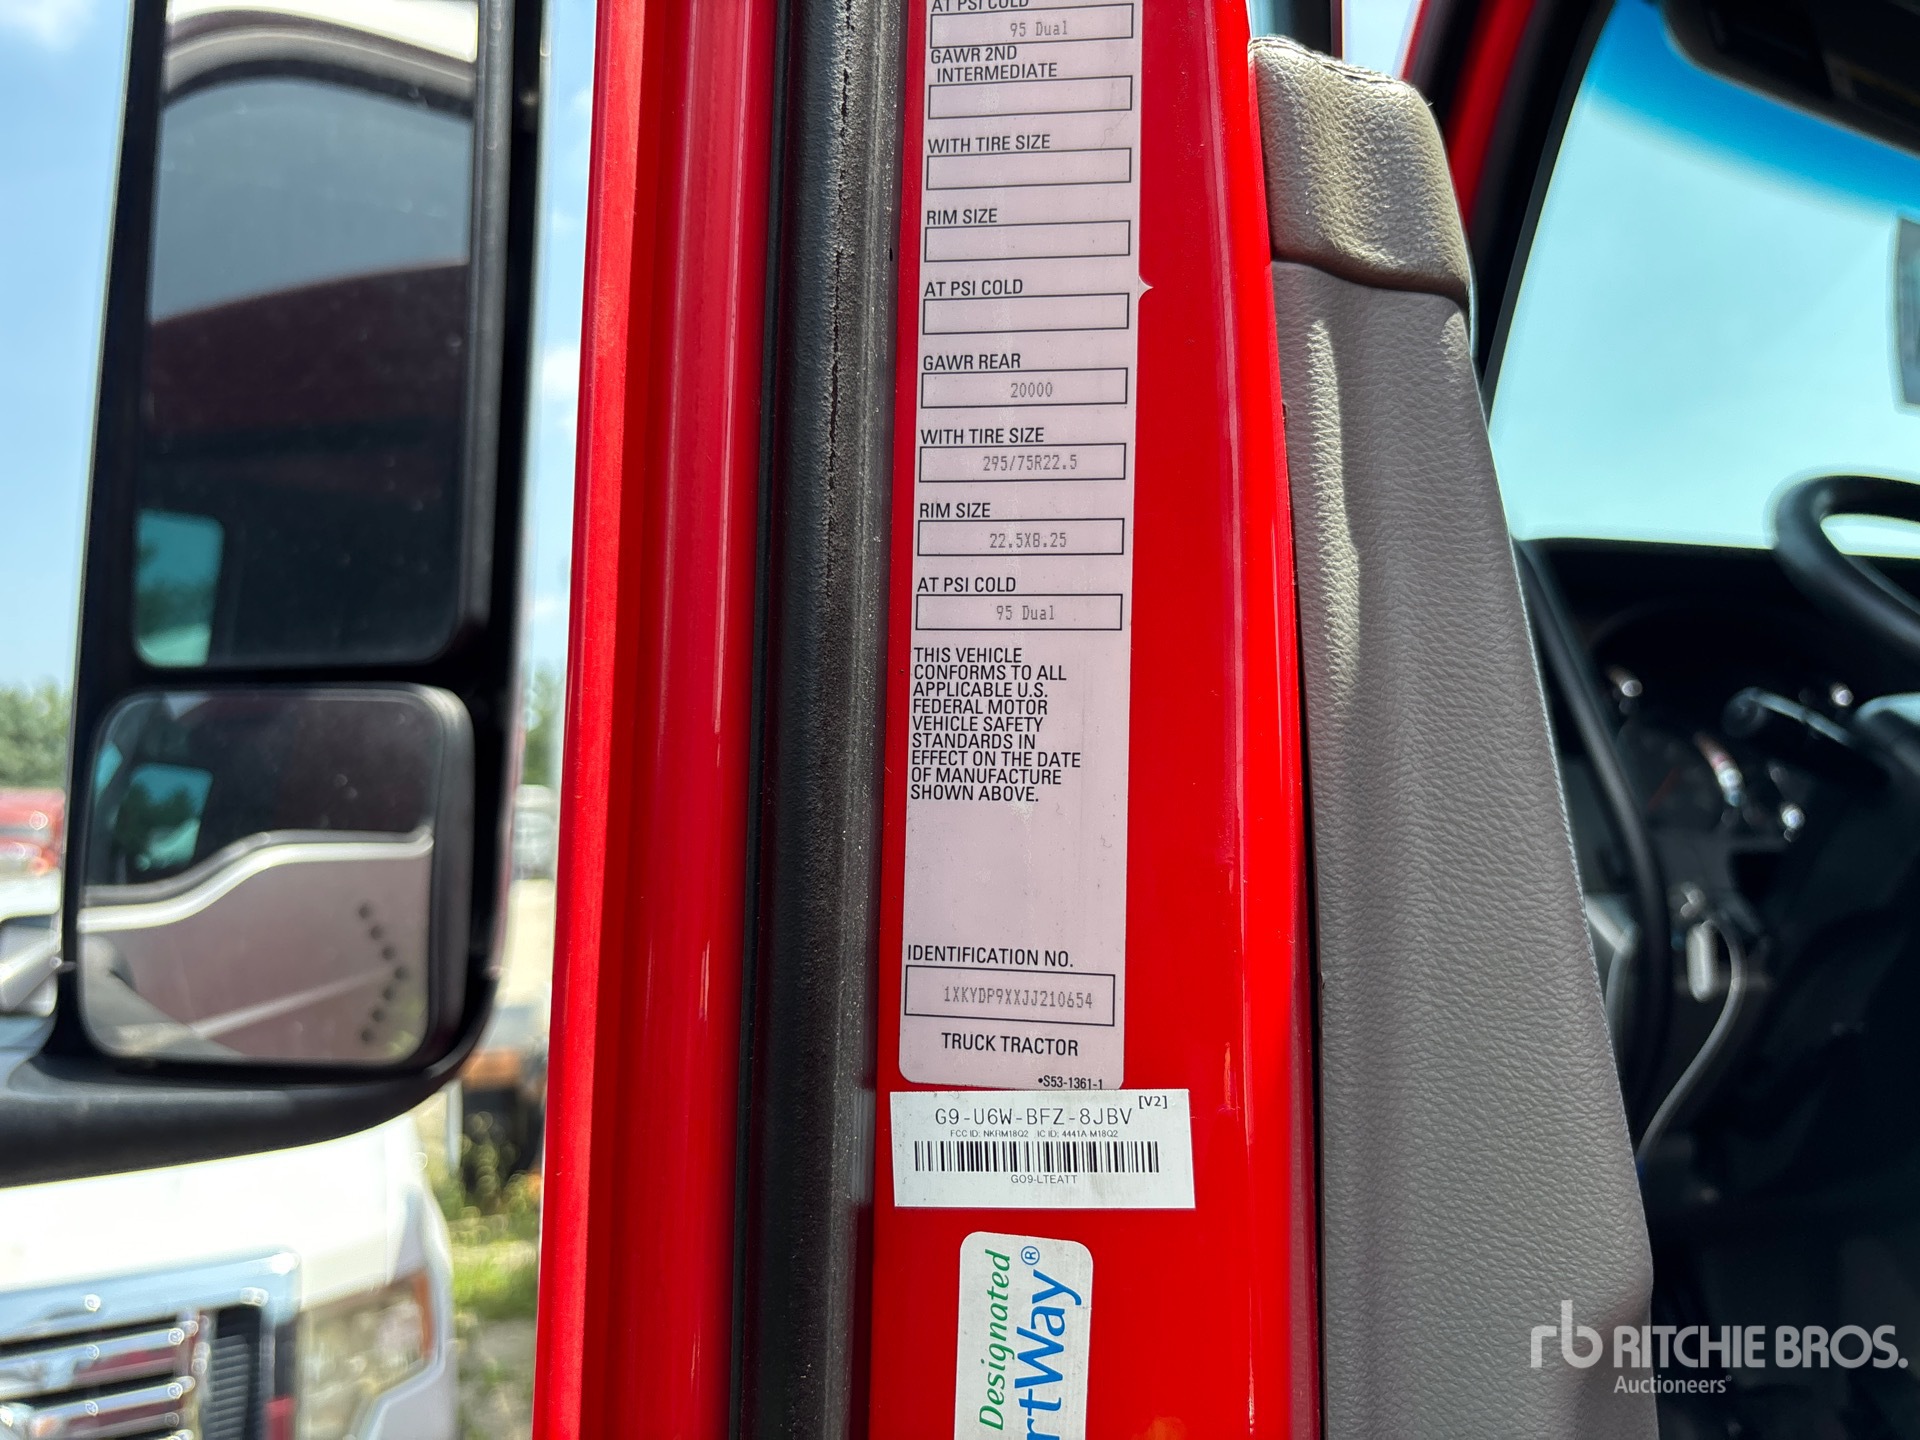 AT PSI COLD
95 Dual
GAWR 2ND
INTERMEDIATE
WITH TIRE SIZE
RIM SIZE
AT PSI COLD
GAWR REAR
20000
WITH TIRE SIZE
295/75R22.5
RIM SIZE
22.5X8.25
AT PSI COLD
95 Dual
THIS VEHICLE
CONFORMS TO ALL
APPLICABLE U.S.
FEDERAL MOTOR
VEHICLE SAFETY
STANDARDS IN
EFFECT ON THE DATE
OF MANUFACTURE
SHOWN ABOVE.
IDENTIFICATION NO.
1XKYDP9XXJJ210654
TRUCK TRACTOR
•S53-1361-1
G9-U6W-BFZ-8JBV [V2]
FCC ID: NKRM18Q2 IC ID: 4441A-M18Q2
GO9-LTEATT
Designated
rtWay®
rb RITCHIE BROS.
Auctioneers